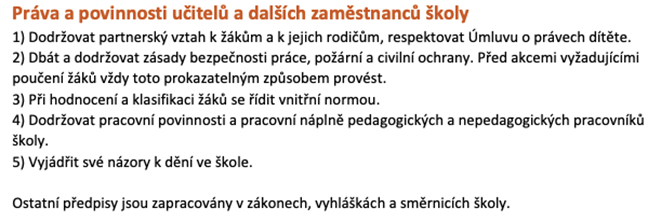 Práva a povinnosti učitelů a dalších zaměstnanců školy
1) Dodržovat partnerský vztah k žákům a k jejich rodičům, respektovat Úmluvu o právech dítěte.
2) Dbát a dodržovat zásady bezpečnosti práce, požární a civilní ochrany. Před akcemi vyžadujícími
poučení žáků vždy toto prokazatelným způsobem provést.
3) Při hodnocení a klasifikaci žáků se řídit vnitřní normou.
4) Dodržovat pracovní povinnosti a pracovní náplně pedagogických a nepedagogických pracovníků
školy.
5) Vyjádřit své názory k dění ve škole.
Ostatní předpisy jsou zapracovány v zákonech, vyhláškách a směrnicích školy.